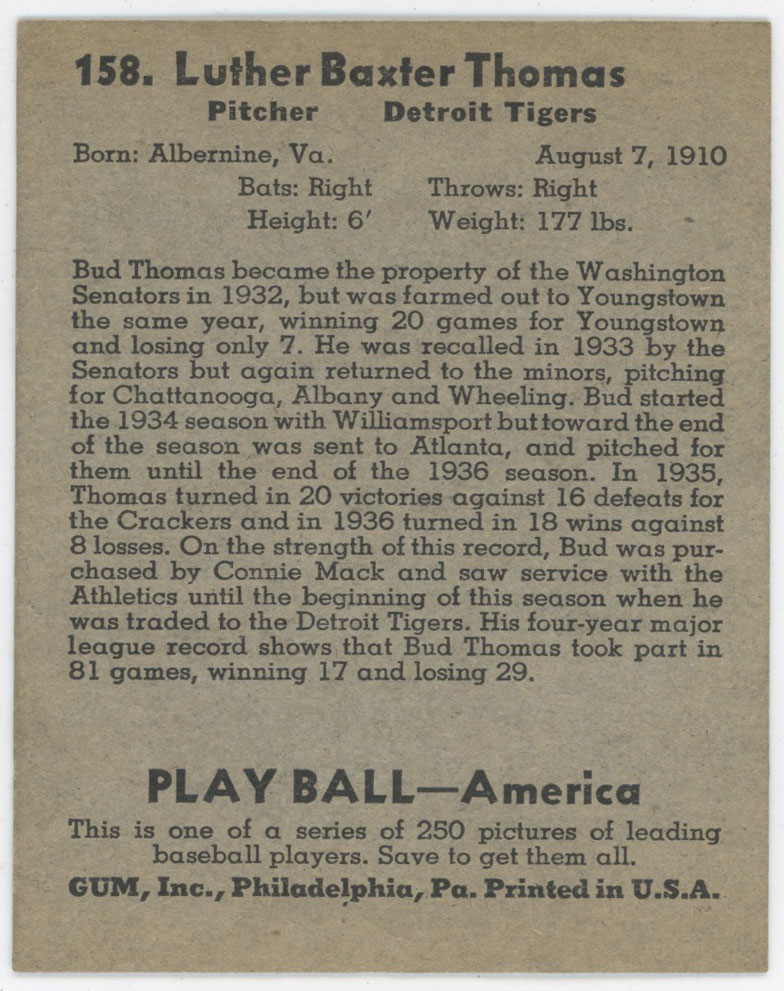 158. Luther Baxter Thomas
Pitcher Detroit Tigers
Born: Albernine, Va. August 7, 1910
Bats: Right Throws: Right
Height: 6′ Weight: 177 lbs.
Bud Thomas became the property of the Washington
Senators in 1932, but was farmed out to Youngstown
the same year, winning 20 games for Youngstown
and losing only 7. He was recalled in 1933 by the
Senators but again returned to the minors, pitching
for Chattanooga, Albany and Wheeling. Bud started
the 1934 season with Williamsport but toward the end
of the season was sent to Atlanta, and pitched for
them until the end of the 1936 season. In 1935,
Thomas turned in 20 victories against 16 defeats for
the Crackers and in 1936 turned in 18 wins against
8 losses. On the strength of this record, Bud was pur-
chased by Connie Mack and saw service with the
Athletics until the beginning of this season when he
was traded to the Detroit Tigers. His four-year major
league record shows that Bud Thomas took part in
81 games, winning 17 and losing 29.
PLAY BALL—America
This is one of a series of 250 pictures of leading
baseball players. Save to get them all.
GUM, Inc., Philadelphia, Pa. Printed in U.S.A.